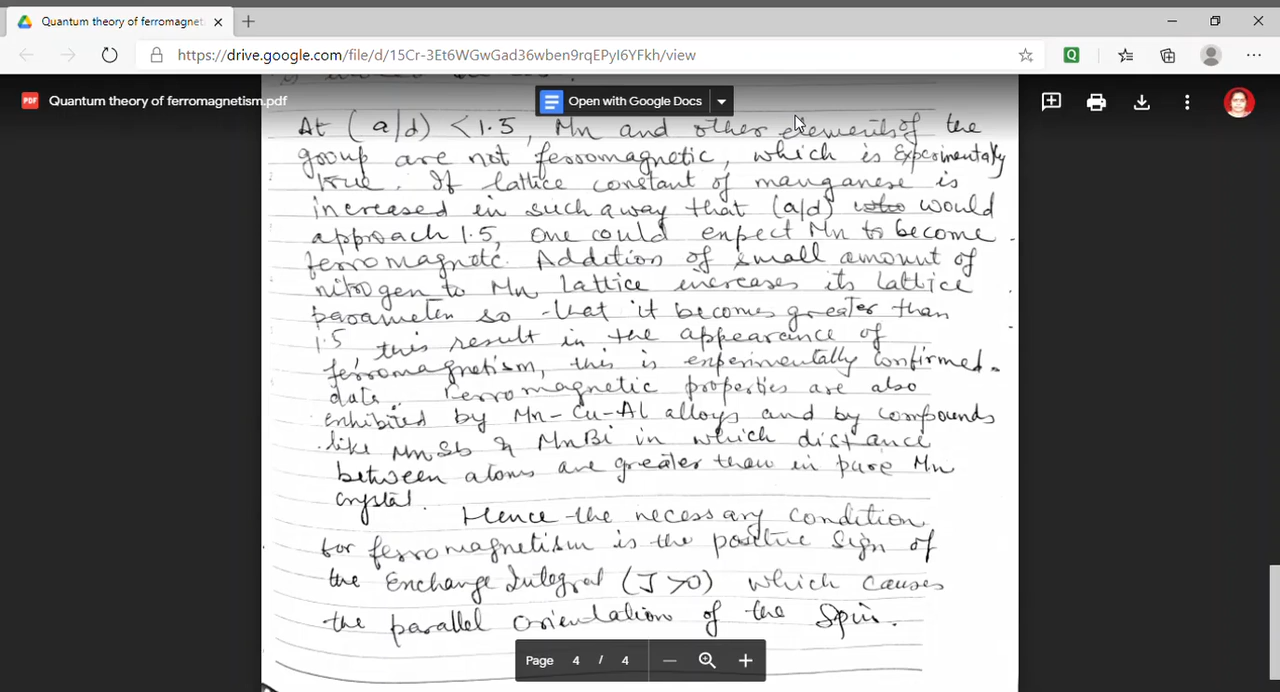 Quantum theory of ferromagnet
https://drive.google.com/file/d/15Cr-3Et6WGwGad36wben9rqEPyI6YFkh/view
PDF Quantum theory of ferromagnetism.pdf
Open with Google Docs
At (a/d) < 1.5, Mn and other elements of the
group are not ferromagnetic, which is experimentally
true. If lattice constant of manganese is
increased in such a way that (a/d) would
approach 1.5, one could expect Mn to become
ferromagnetc. Addition of small amount of
nitrogen to Mn lattice increases its lattice
parameter so that it becomes greater than
1.5, this result in the appearance of
ferromagnetism, this is experimentally confirmed
data. Ferromagnetic properties are also
exhibited by Mn-Cu-Al alloys and by compounds
like MnSb & MnBi in which distance
between atoms are greater than in pure Mn
crystal.
Hence the necessary condition
for ferromagnetism is the positive sign of
the Exchange Integral (J>0) which causes
the parallel orientation of the Spin.
Page 4 / 4